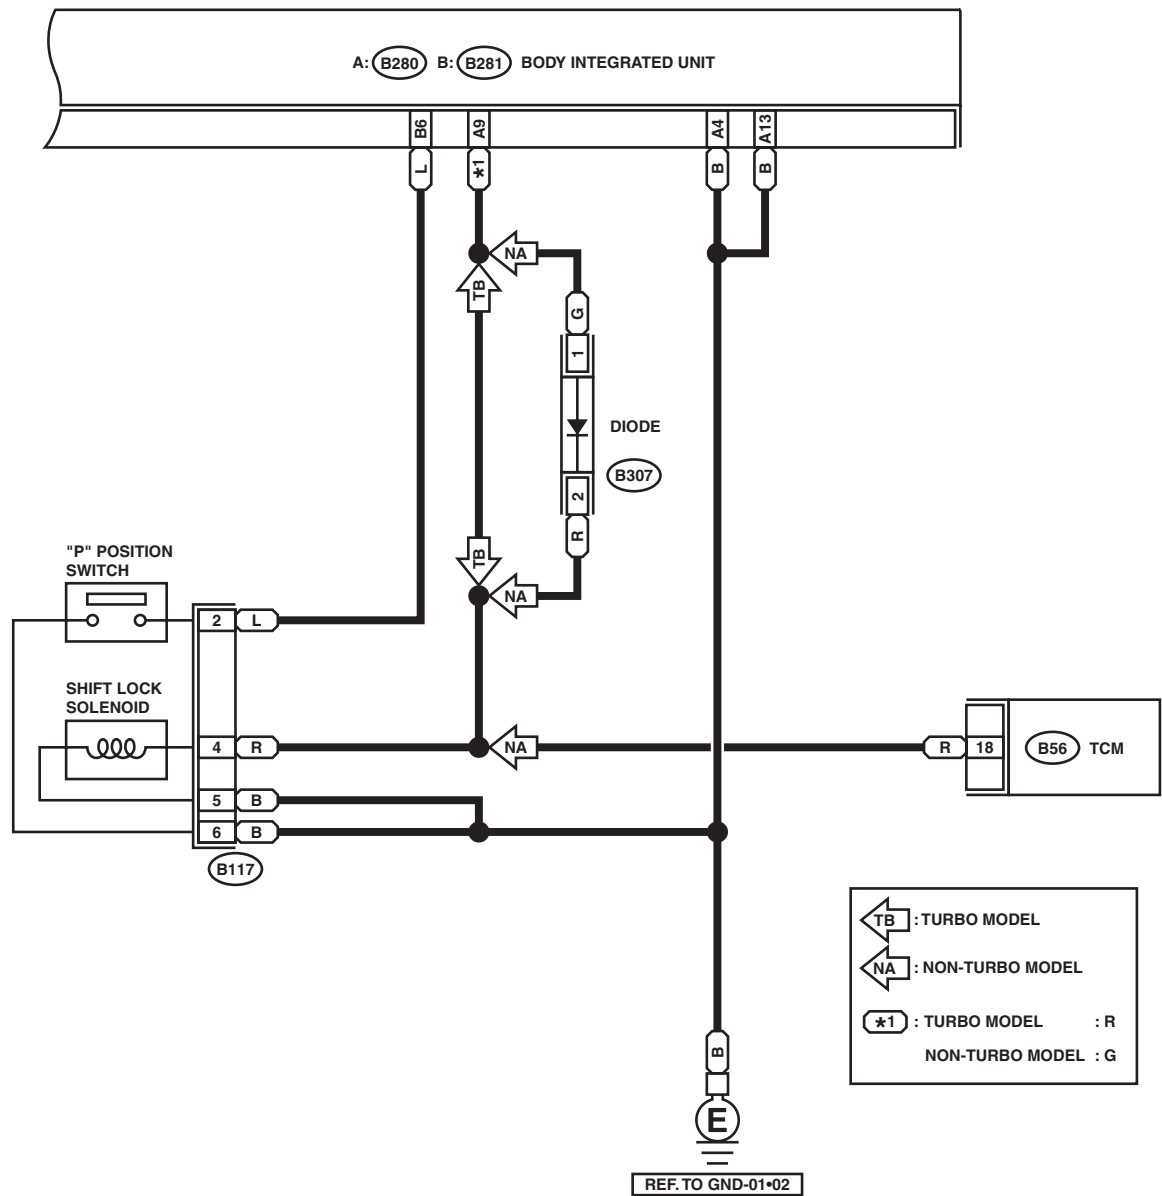 A: B280 B: B281 BODY INTEGRATED UNIT
B6
A9
A4
A13
L
*1
B
B
NA
TB
G
1
DIODE
B307
2
R
TB
NA
"P" POSITION
SWITCH
2 L
SHIFT LOCK
SOLENOID
4 R
NA
R 18 B56 TCM
5 B
6 B
B117
TB : TURBO MODEL
NA : NON-TURBO MODEL
*1 : TURBO MODEL : R
NON-TURBO MODEL : G
B
E
REF. TO GND-01•02